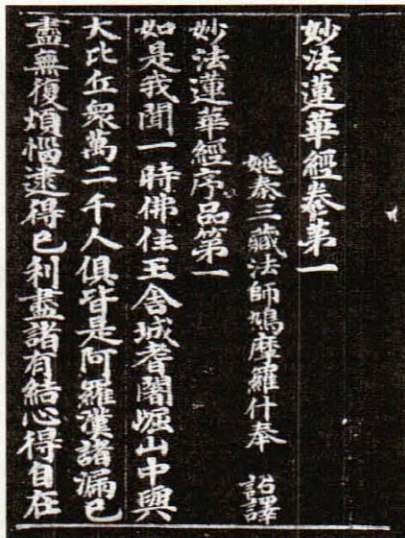 妙法蓮華經卷第一
姚秦三藏法師鳩摩羅什奉　詔譯
妙法蓮華經序品第一
如是我聞一時佛住王舍城耆闍崛山中與
大比丘衆萬二千人俱皆是阿羅漢諸漏已
盡無復煩惱逮得已利盡諸有結心得自在